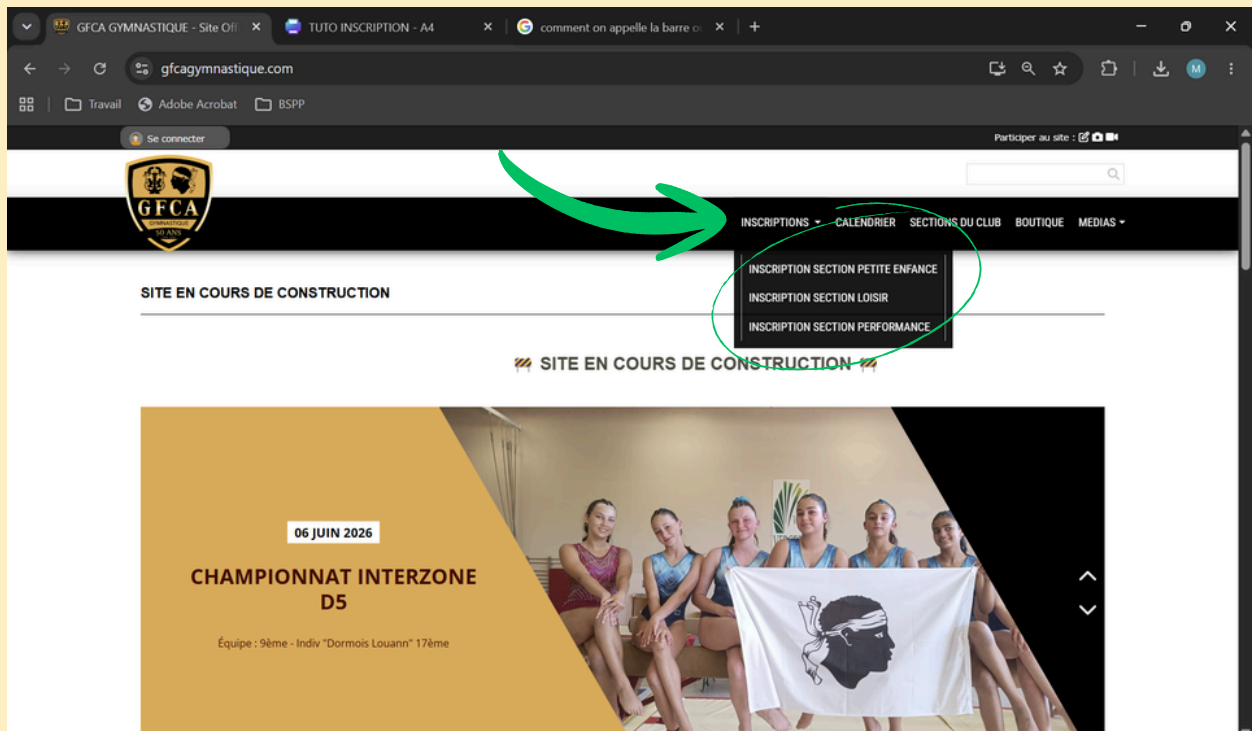 GFCA GYMNASTIQUE - Site Off
TUTO INSCRIPTION - A4
comment on appelle la barre o
gfcagymnastique.com
M
Travail
Adobe Acrobat
BSPP
Se connecter
Participer au site :
GFCA
GYMNASTIQUE
50 ANS
INSCRIPTIONS
CALENDRIER
SECTIONS DU CLUB
BOUTIQUE
MEDIAS
INSCRIPTION SECTION PETITE ENFANCE
INSCRIPTION SECTION LOISIR
INSCRIPTION SECTION PERFORMANCE
SITE EN COURS DE CONSTRUCTION
🚧 SITE EN COURS DE CONSTRUCTION 🚧
06 JUIN 2026
CHAMPIONNAT INTERZONE
D5
Équipe : 9ème - Indiv "Dormois Louann" 17ème